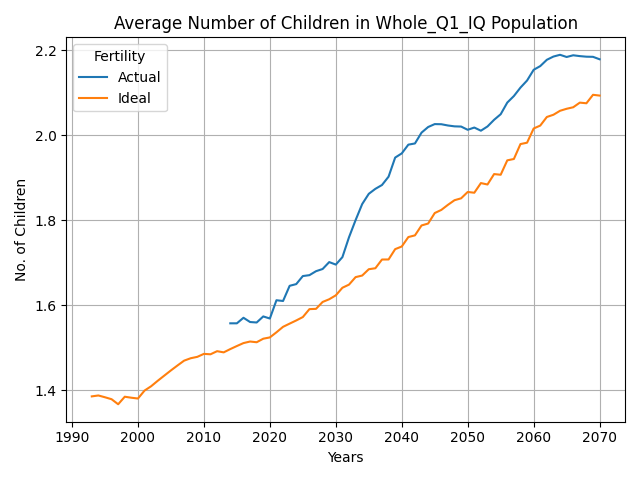 Average Number of Children in Whole_Q1_IQ Population
Fertility
Actual
Ideal
No. of Children
2.2
2.0
1.8
1.6
1.4
1990 2000 2010 2020 2030 2040 2050 2060 2070
Years